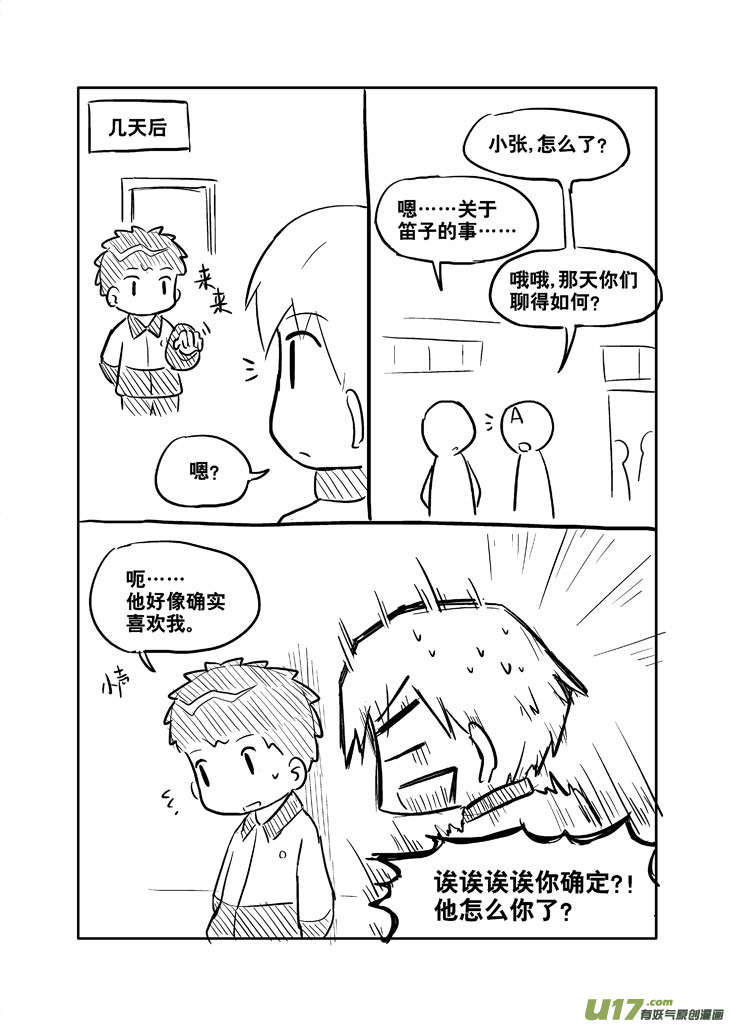 几天后
来来
嗯?
小张,怎么了?
嗯……关于
笛子的事……
哦哦,那天你们
聊得如何?
A
呃……
他好像确实
喜欢我。
小声
诶诶诶诶你确定?!
他怎么你了?
U17.com
有妖气原创漫画